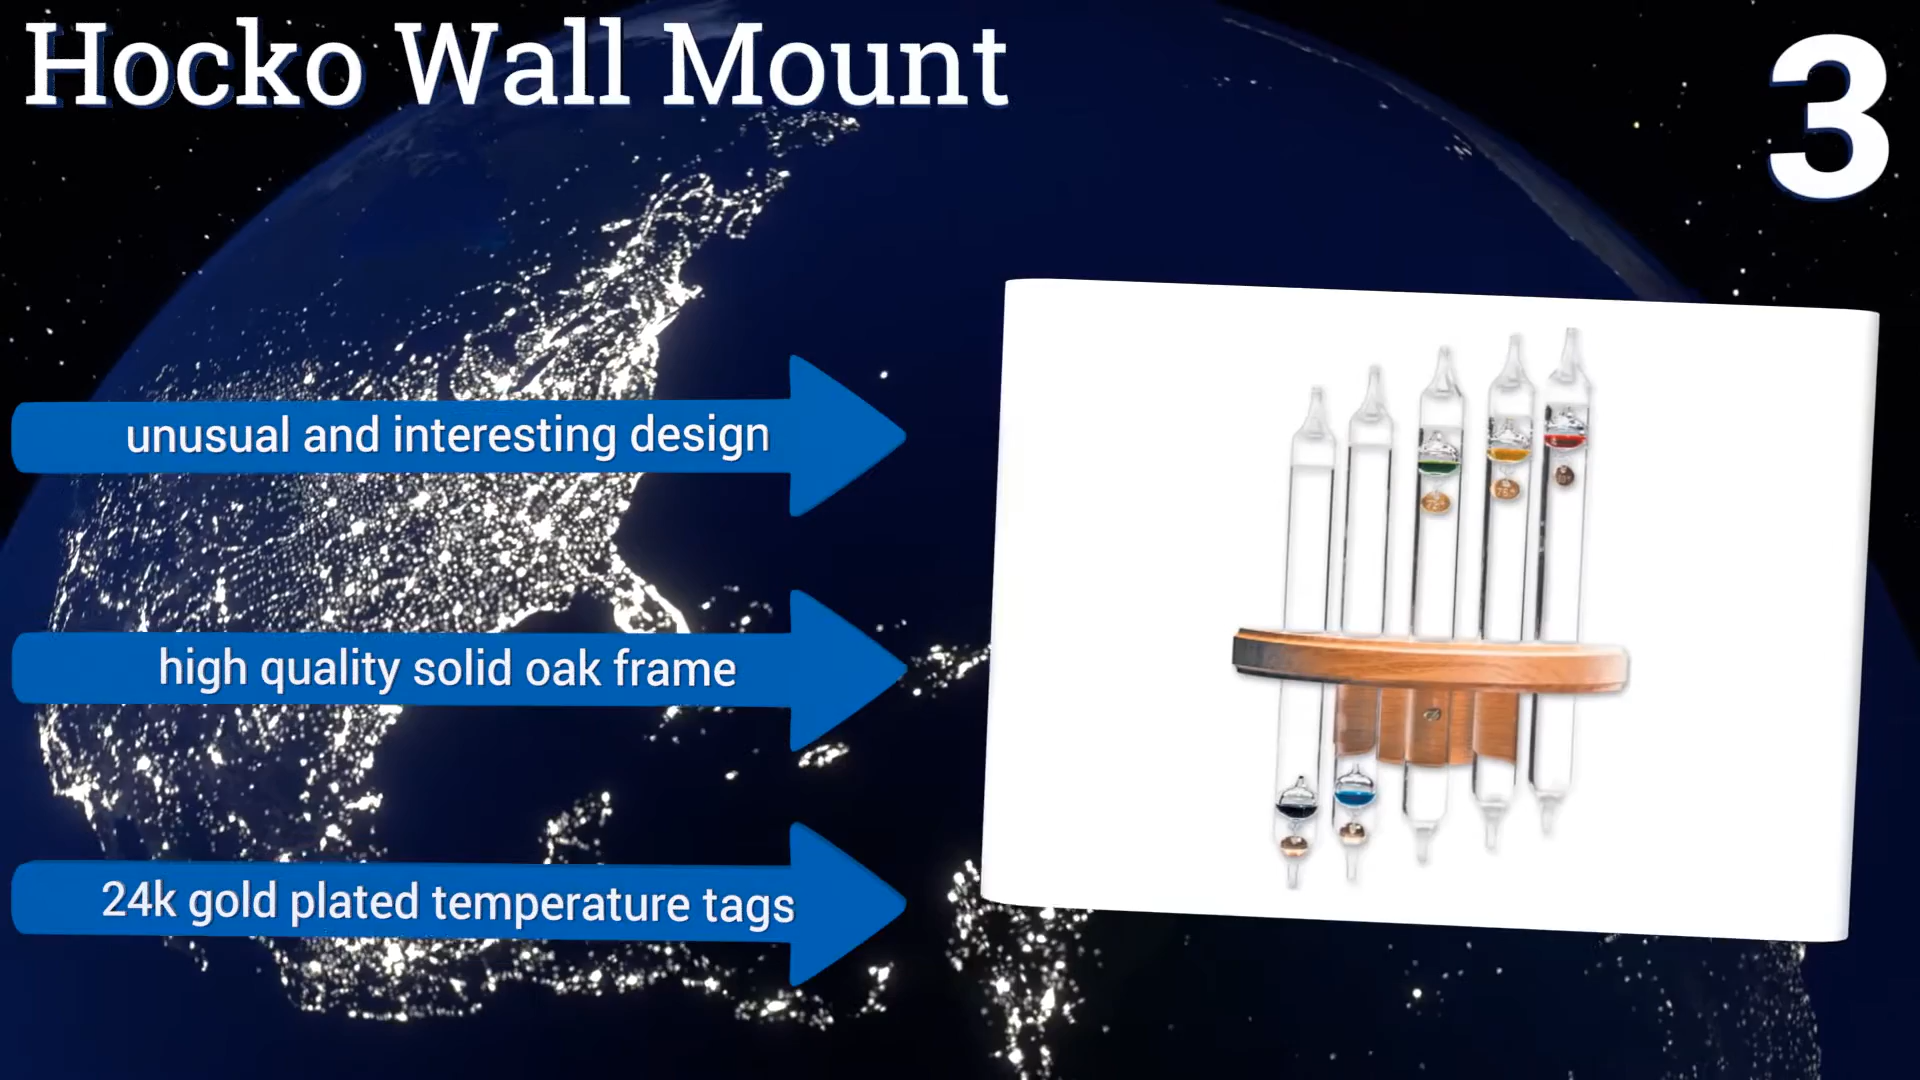 Hocko Wall Mount
3
unusual and interesting design
high quality solid oak frame
24k gold plated temperature tags